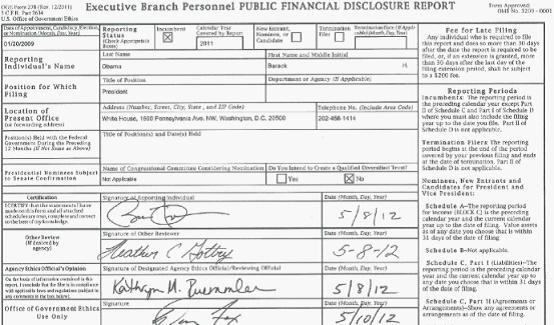 OGE Form 278 (Rev. 12/2011)
5 C.F.R. Part 2634
U.S. Office of Government Ethics
Executive Branch Personnel PUBLIC FINANCIAL DISCLOSURE REPORT
Form Approved:
OMB No. 3209 - 0001
Date of Appointment, Candidacy, Election,
or Nomination (Month, Day, Year)
01/20/2009
Reporting
Status
(Check Appropriate
Boxes)
Incumbent
Calendar Year
Covered by Report
2011
New Entrant,
Nominee, or
Candidate
Termination
Filer
Termination Date (If Applicable)
(Month, Day, Year)
Reporting
Individual's Name
Last Name
Obama
First Name and Middle Initial
Barack H.
Position for Which
Filing
Title of Position
President
Department or Agency (If Applicable)
Location of
Present Office
(or forwarding address)
Address (Number, Street, City, State, and ZIP Code)
White House, 1600 Pennsylvania Ave. NW, Washington, D.C. 20500
Telephone No. (Include Area Code)
202-456-1414
Position(s) Held with the Federal
Government During the Preceding
12 Months (If Not Same as Above)
Title of Position(s) and Date(s) Held
Presidential Nominees Subject
to Senate Confirmation
Name of Congressional Committee Considering Nomination
Not Applicable
Do You Intend to Create a Qualified Diversified Trust?
Yes
No
Certification
I CERTIFY that the statements I have
made on this form and all attached
schedules are true, complete and correct
to the best of my knowledge.
Signature of Reporting Individual
Date (Month, Day, Year)
5/8/12
Other Review
(If desired by
agency)
Signature of Other Reviewer
Date (Month, Day, Year)
5-8-12
Agency Ethics Official's Opinion
On the basis of information contained in this
report, I conclude that the filer is in compliance
with applicable laws and regulations (subject to
any comments in the box below).
Signature of Designated Agency Ethics Official/Reviewing Official
Kathryn H. Ruemmler
Date (Month, Day, Year)
5/8/12
Office of Government Ethics
Use Only
Signature
Date (Month, Day, Year)
5/10/12
Fee for Late Filing
Any individual who is required to file
this report and does so more than 30 days
after the date the report is required to be
filed, or, if an extension is granted, more
than 30 days after the last day of the
filing extension period, shall be subject
to a $200 fee.
Reporting Periods
Incumbents: The reporting period is
the preceding calendar year except Part
II of Schedule C and Part I of Schedule D
where you must also include the filing
year up to the date you file. Part II of
Schedule D is not applicable.
Termination Filers: The reporting
period begins at the end of the period
covered by your previous filing and ends
at the date of termination. Part II of
Schedule D is not applicable.
Nominees, New Entrants and
Candidates for President and
Vice President:
Schedule A--The reporting period
for income (BLOCK C) is the preceding
calendar year and the current calendar
year up to the date of filing. Value assets
as of any date you choose that is within
31 days of the date of filing.
Schedule B--Not applicable.
Schedule C, Part I (Liabilities)--The
reporting period is the preceding calendar
year and the current calendar year up to
any date you choose that is within 31 days
of the date of filing.
Schedule C, Part II (Agreements or
Arrangements)--Show any agreements or
arrangements as of the date of filing.